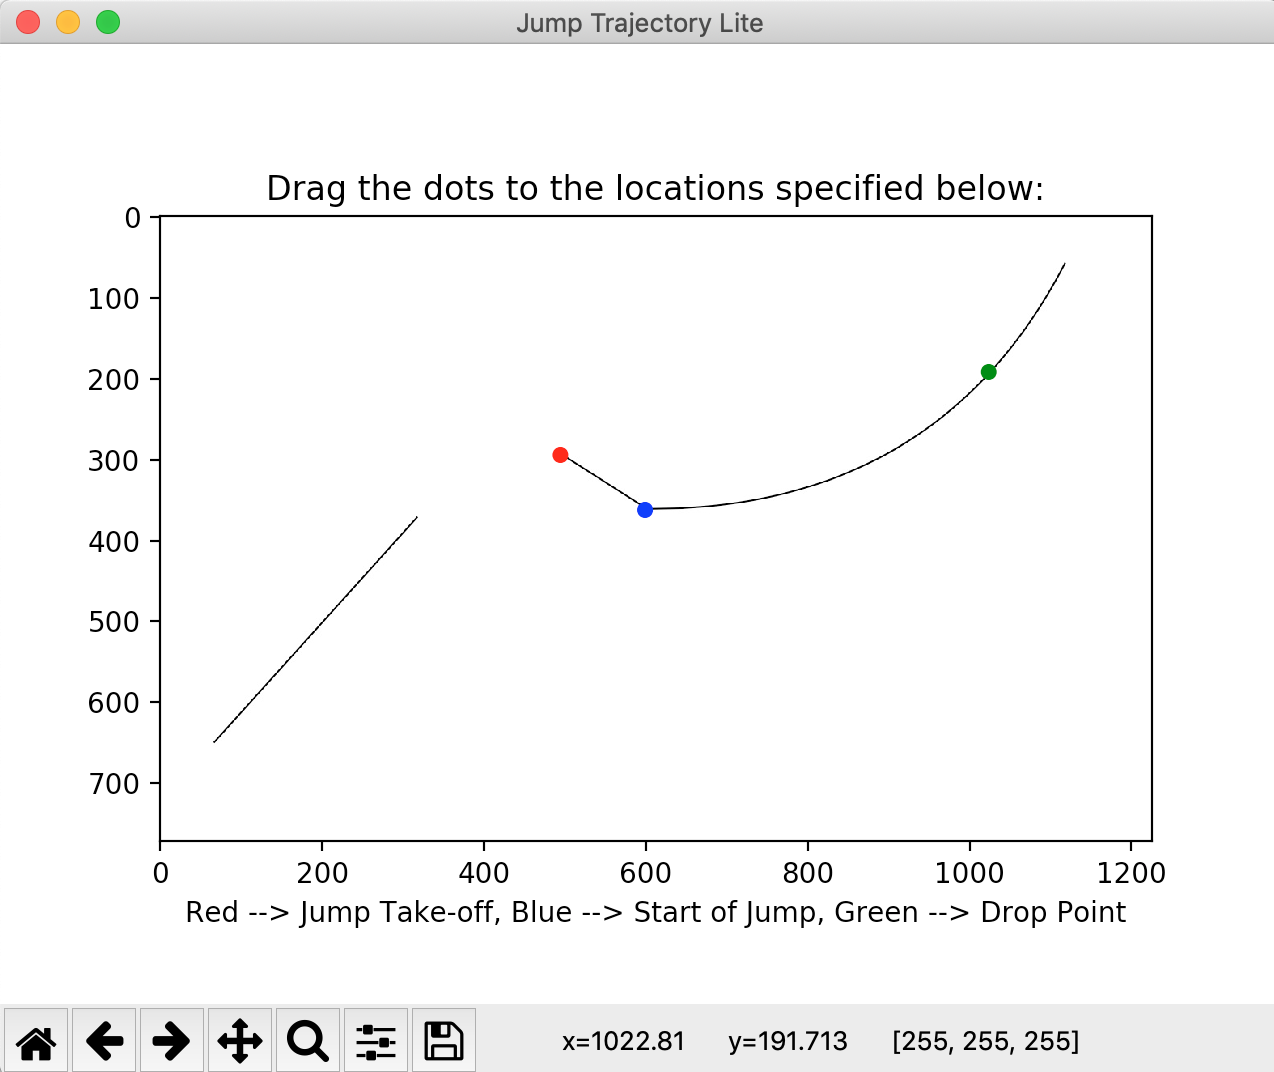 Jump Trajectory Lite
Drag the dots to the locations specified below:
0
100
200
300
400
500
600
700
0 200 400 600 800 1000 1200
Red --> Jump Take-off, Blue --> Start of Jump, Green --> Drop Point
x=1022.81 y=191.713 [255, 255, 255]